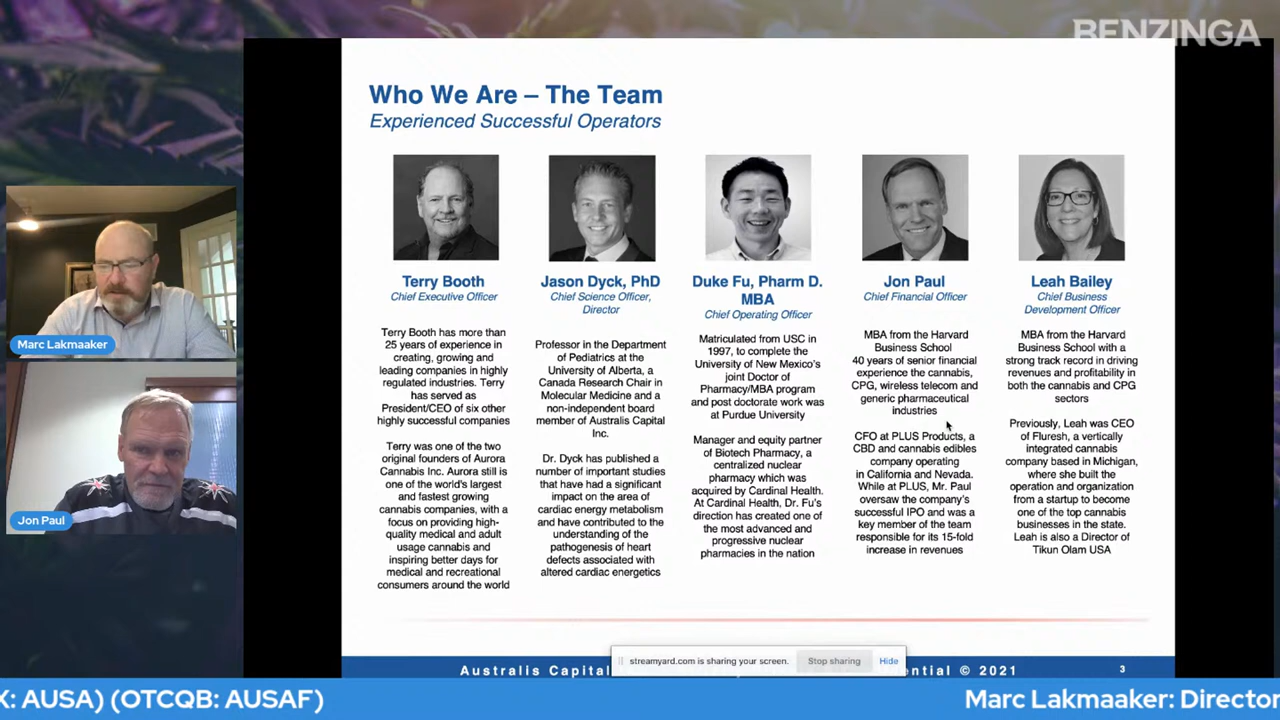 BENZINGA
Who We Are – The Team
Experienced Successful Operators
Terry Booth
Chief Executive Officer
Terry Booth has more than
25 years of experience in
creating, growing and
leading companies in highly
regulated industries. Terry
has served as
President/CEO of six other
highly successful companies
Terry was one of the two
original founders of Aurora
Cannabis Inc. Aurora still is
one of the world's largest
and fastest growing
cannabis companies, with a
focus on providing high-
quality medical and adult
usage cannabis and
inspiring better days for
medical and recreational
consumers around the world
Jason Dyck, PhD
Chief Science Officer,
Director
Professor in the Department
of Pediatrics at the
University of Alberta, a
Canada Research Chair in
Molecular Medicine and a
non-independent board
member of Australis Capital
Inc.
Dr. Dyck has published a
number of important studies
that have had a significant
impact on the area of
cardiac energy metabolism
and have contributed to the
understanding of the
pathogenesis of heart
defects associated with
altered cardiac energetics
Duke Fu, Pharm D.
MBA
Chief Operating Officer
Matriculated from USC in
1997, to complete the
University of New Mexico's
joint Doctor of
Pharmacy/MBA program
and post doctorate work was
at Purdue University
Manager and equity partner
of Biotech Pharmacy, a
centralized nuclear
pharmacy which was
acquired by Cardinal Health.
At Cardinal Health, Dr. Fu's
direction has created one of
the most advanced and
progressive nuclear
pharmacies in the nation
Jon Paul
Chief Financial Officer
MBA from the Harvard
Business School
40 years of senior financial
experience the cannabis,
CPG, wireless telecom and
generic pharmaceutical
industries
CFO at PLUS Products, a
CBD and cannabis edibles
company operating
in California and Nevada.
While at PLUS, Mr. Paul
oversaw the company's
successful IPO and was a
key member of the team
responsible for its 15-fold
increase in revenues
Leah Bailey
Chief Business
Development Officer
MBA from the Harvard
Business School with a
strong track record in driving
revenues and profitability in
both the cannabis and CPG
sectors
Previously, Leah was CEO
of Fluresh, a vertically
integrated cannabis
company based in Michigan,
where she built the
operation and organization
from a startup to become
one of the top cannabis
businesses in the state.
Leah is also a Director of
Tikun Olam USA
Marc Lakmaaker
Jon Paul
streamyard.com is sharing your screen. Stop sharing Hide
Australis Capital ential © 2021 3
X: AUSA) (OTCQB: AUSAF) Marc Lakmaaker: Director